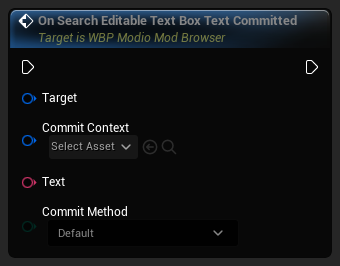 On Search Editable Text Box Text Committed
Target is WBP Modio Mod Browser
Target
Commit Context
Select Asset
Text
Commit Method
Default